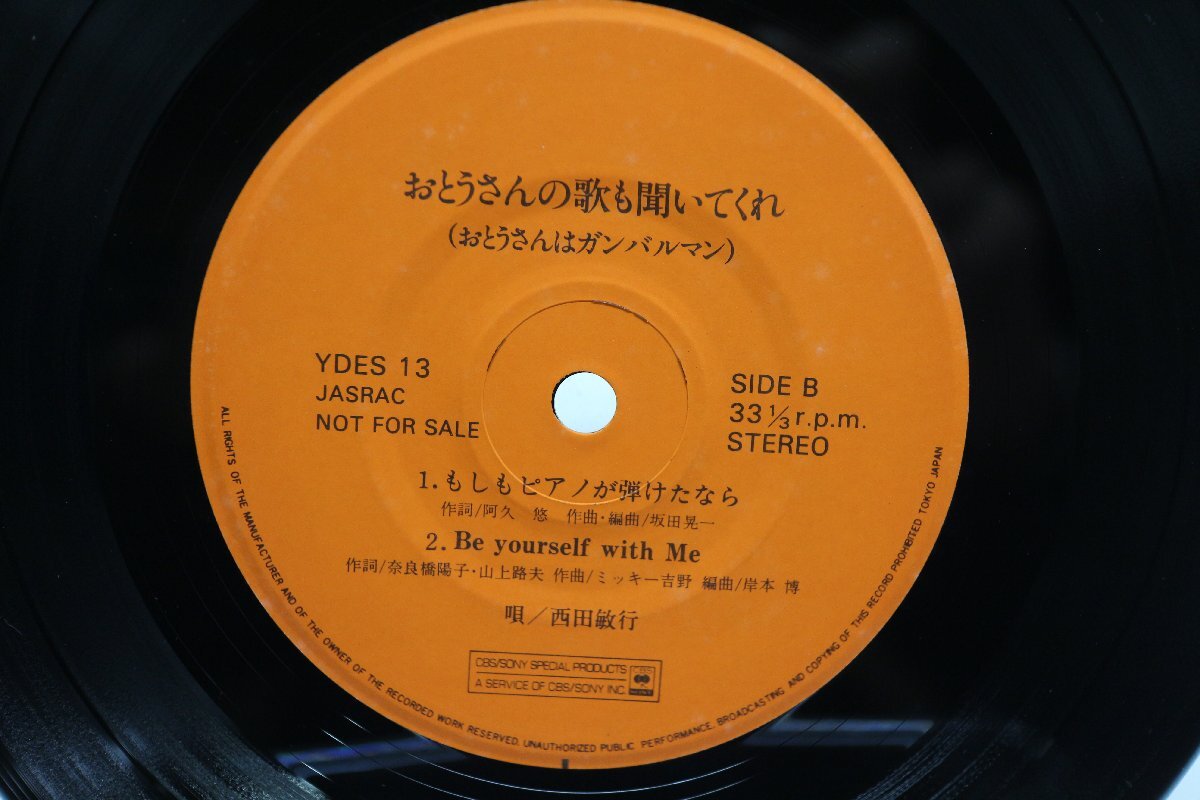 おとうさんの歌も聞いてくれ
(おとうさんはガンバルマン)
YDES 13
JASRAC
NOT FOR SALE
SIDE B
33 1/3 r.p.m.
STEREO
1. もしもピアノが弾けたなら
作詞/阿久 悠 作曲・編曲/坂田晃一
2. Be yourself with Me
作詞/奈良橋陽子・山上路夫 作曲/ミッキー吉野 編曲/岸本 博
唄／西田敏行
CBS/SONY SPECIAL PRODUCTS
A SERVICE OF CBS/SONY INC.
CBS
SONY
ALL RIGHTS OF THE MANUFACTURER AND OF THE OWNER OF THE RECORDED WORK RESERVED. UNAUTHORIZED PUBLIC PERFORMANCE, BROADCASTING AND COPYING OF THIS RECORD PROHIBITED TOKYO JAPAN